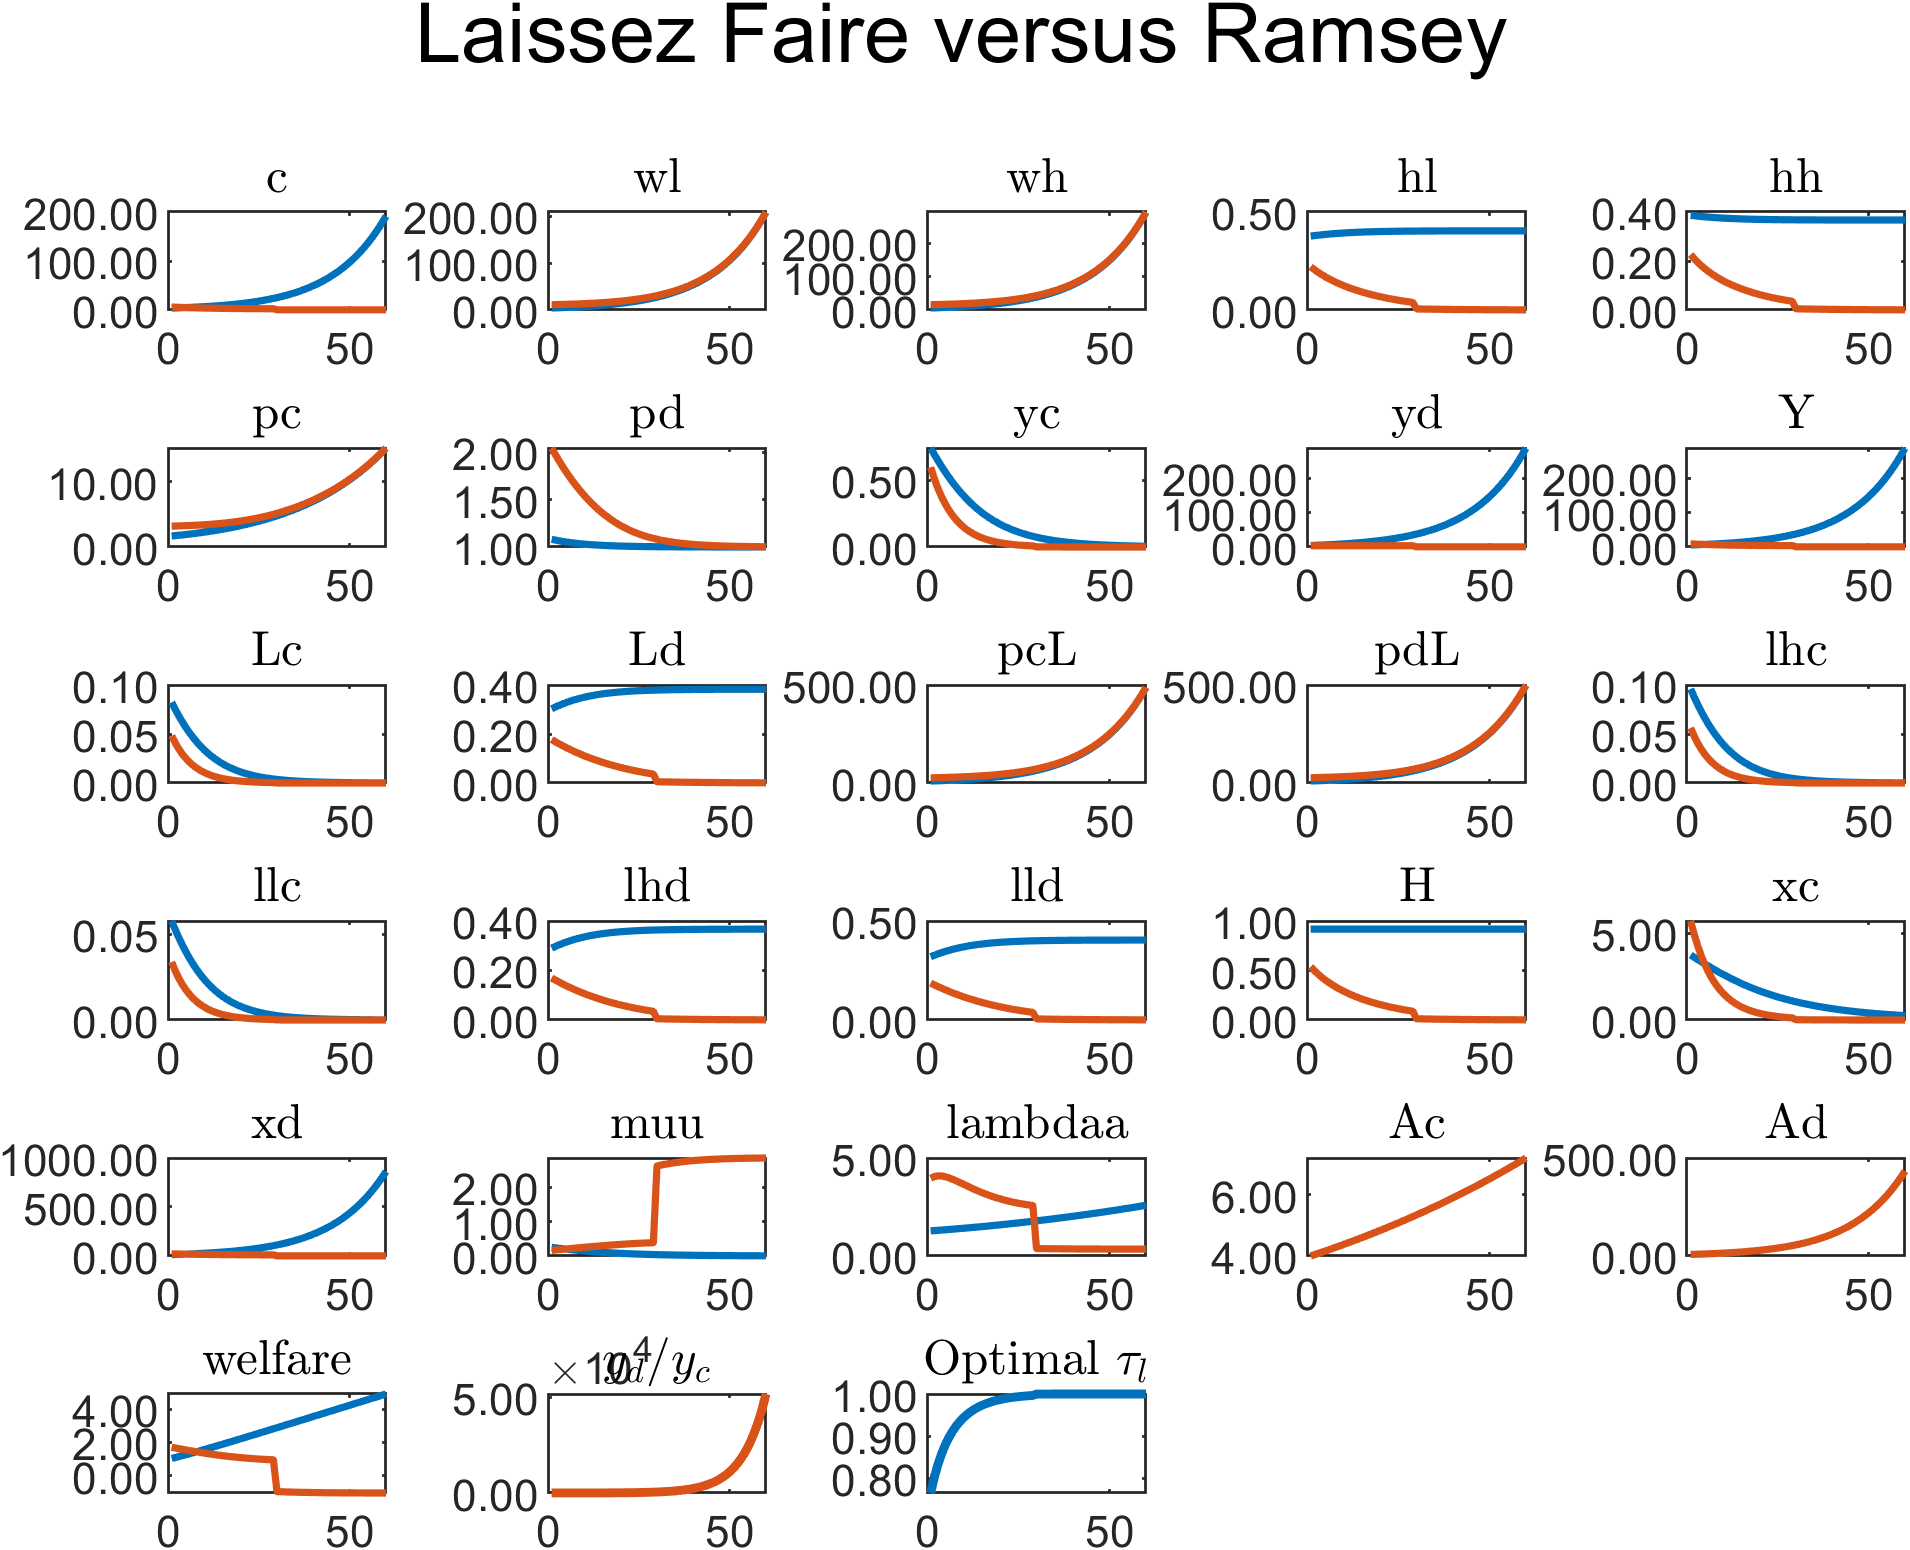 Laissez Faire versus Ramsey
c wl wh hl hh
200.00 100.00 0.00 0 50
200.00 100.00 0.00 0 50
200.00 100.00 0.00 0 50
0.50 0.00 0 50
0.40 0.20 0.00 0 50
pc pd yc yd Y
10.00 0.00 0 50
2.00 1.50 1.00 0 50
0.50 0.00 0 50
200.00 100.00 0.00 0 50
200.00 100.00 0.00 0 50
Lc Ld pcL pdL lhc
0.10 0.05 0.00 0 50
0.40 0.20 0.00 0 50
500.00 0.00 0 50
500.00 0.00 0 50
0.10 0.05 0.00 0 50
llc lhd lld H xc
0.05 0.00 0 50
0.40 0.20 0.00 0 50
0.50 0.00 0 50
1.00 0.50 0.00 0 50
5.00 0.00 0 50
xd muu lambdaa Ac Ad
1000.00 500.00 0.00 0 50
2.00 1.00 0.00 0 50
5.00 0.00 0 50
6.00 4.00 0 50
500.00 0.00 0 50
welfare ×10⁴ y_d/y_c Optimal τ_l
4.00 2.00 0.00 0 50
5.00 0.00 0 50
1.00 0.90 0.80 0 50